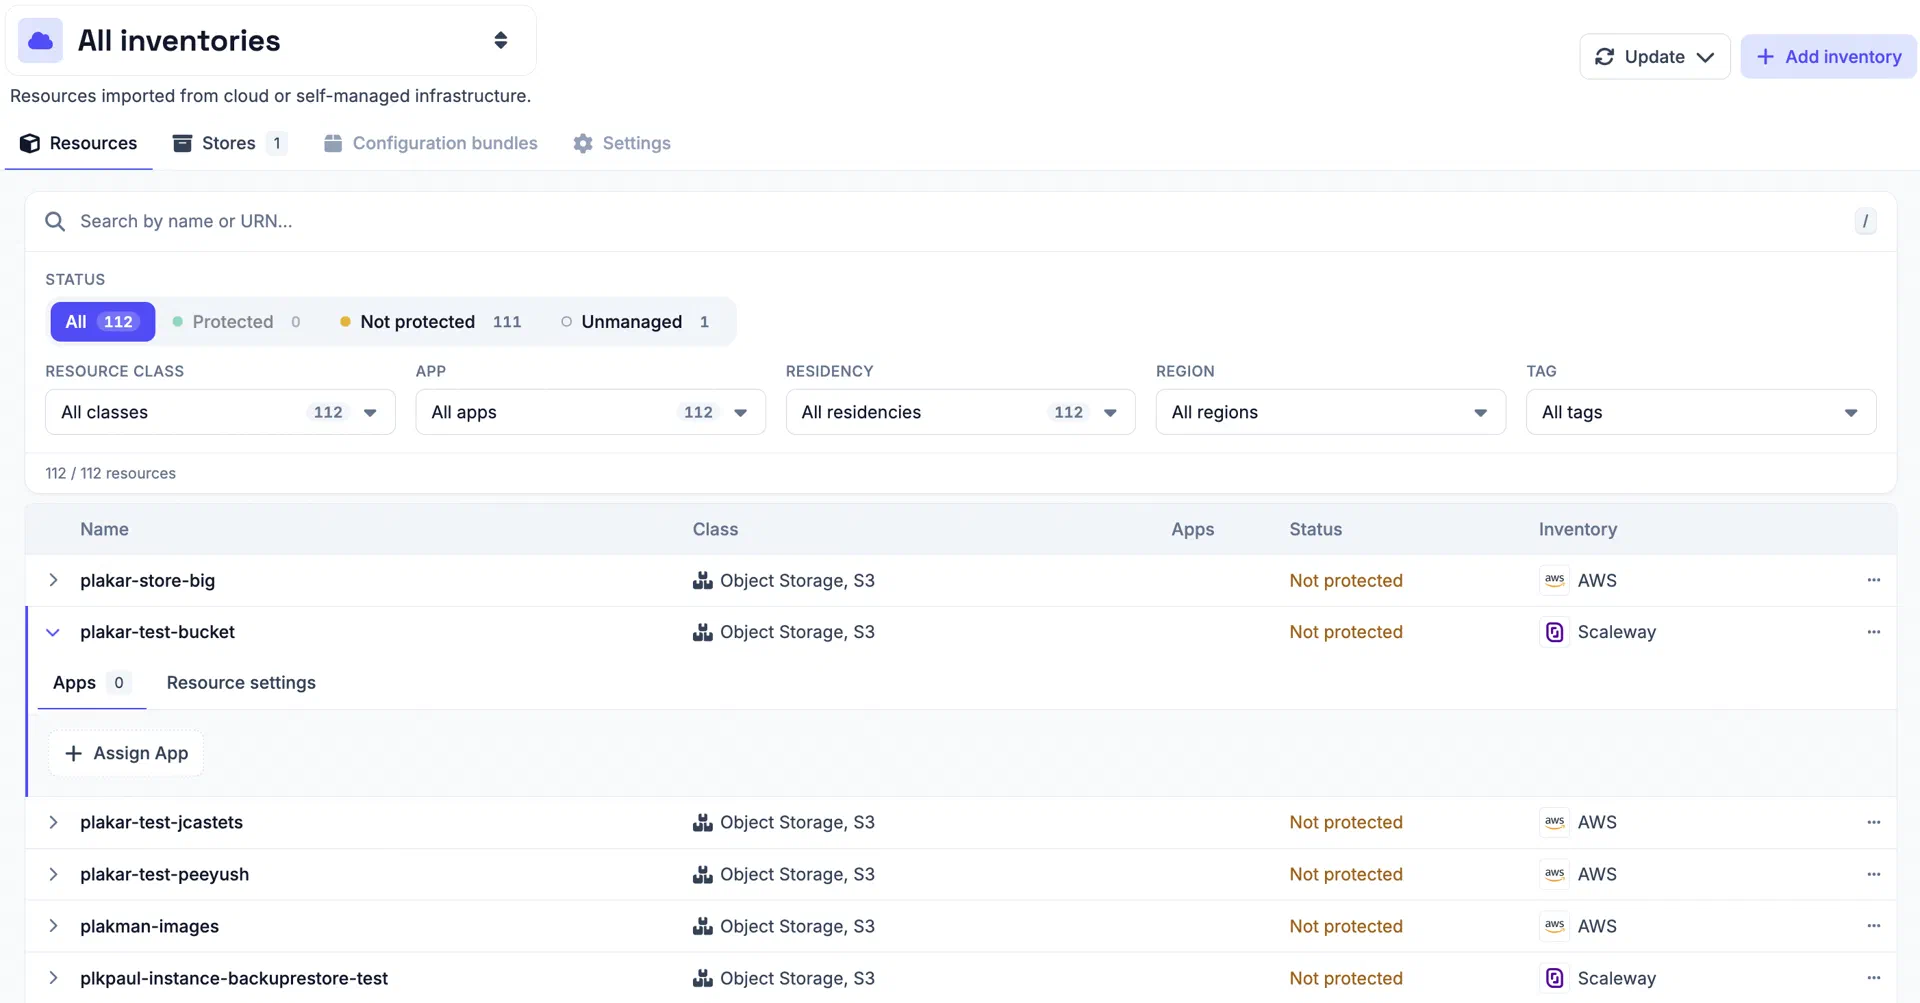 All inventories
Update
Add inventory
Resources imported from cloud or self-managed infrastructure.
Resources
Stores 1
Configuration bundles
Settings
Search by name or URN...
/
STATUS
All 112
Protected 0
Not protected 111
Unmanaged 1
RESOURCE CLASS
APP
RESIDENCY
REGION
TAG
All classes 112
All apps 112
All residencies 112
All regions
All tags
112 / 112 resources
Name Class Apps Status Inventory
plakar-store-big Object Storage, S3 Not protected aws AWS
plakar-test-bucket Object Storage, S3 Not protected Scaleway
Apps 0 Resource settings
Assign App
plakar-test-jcastets Object Storage, S3 Not protected aws AWS
plakar-test-peeyush Object Storage, S3 Not protected aws AWS
plakman-images Object Storage, S3 Not protected aws AWS
plkpaul-instance-backuprestore-test Object Storage, S3 Not protected Scaleway